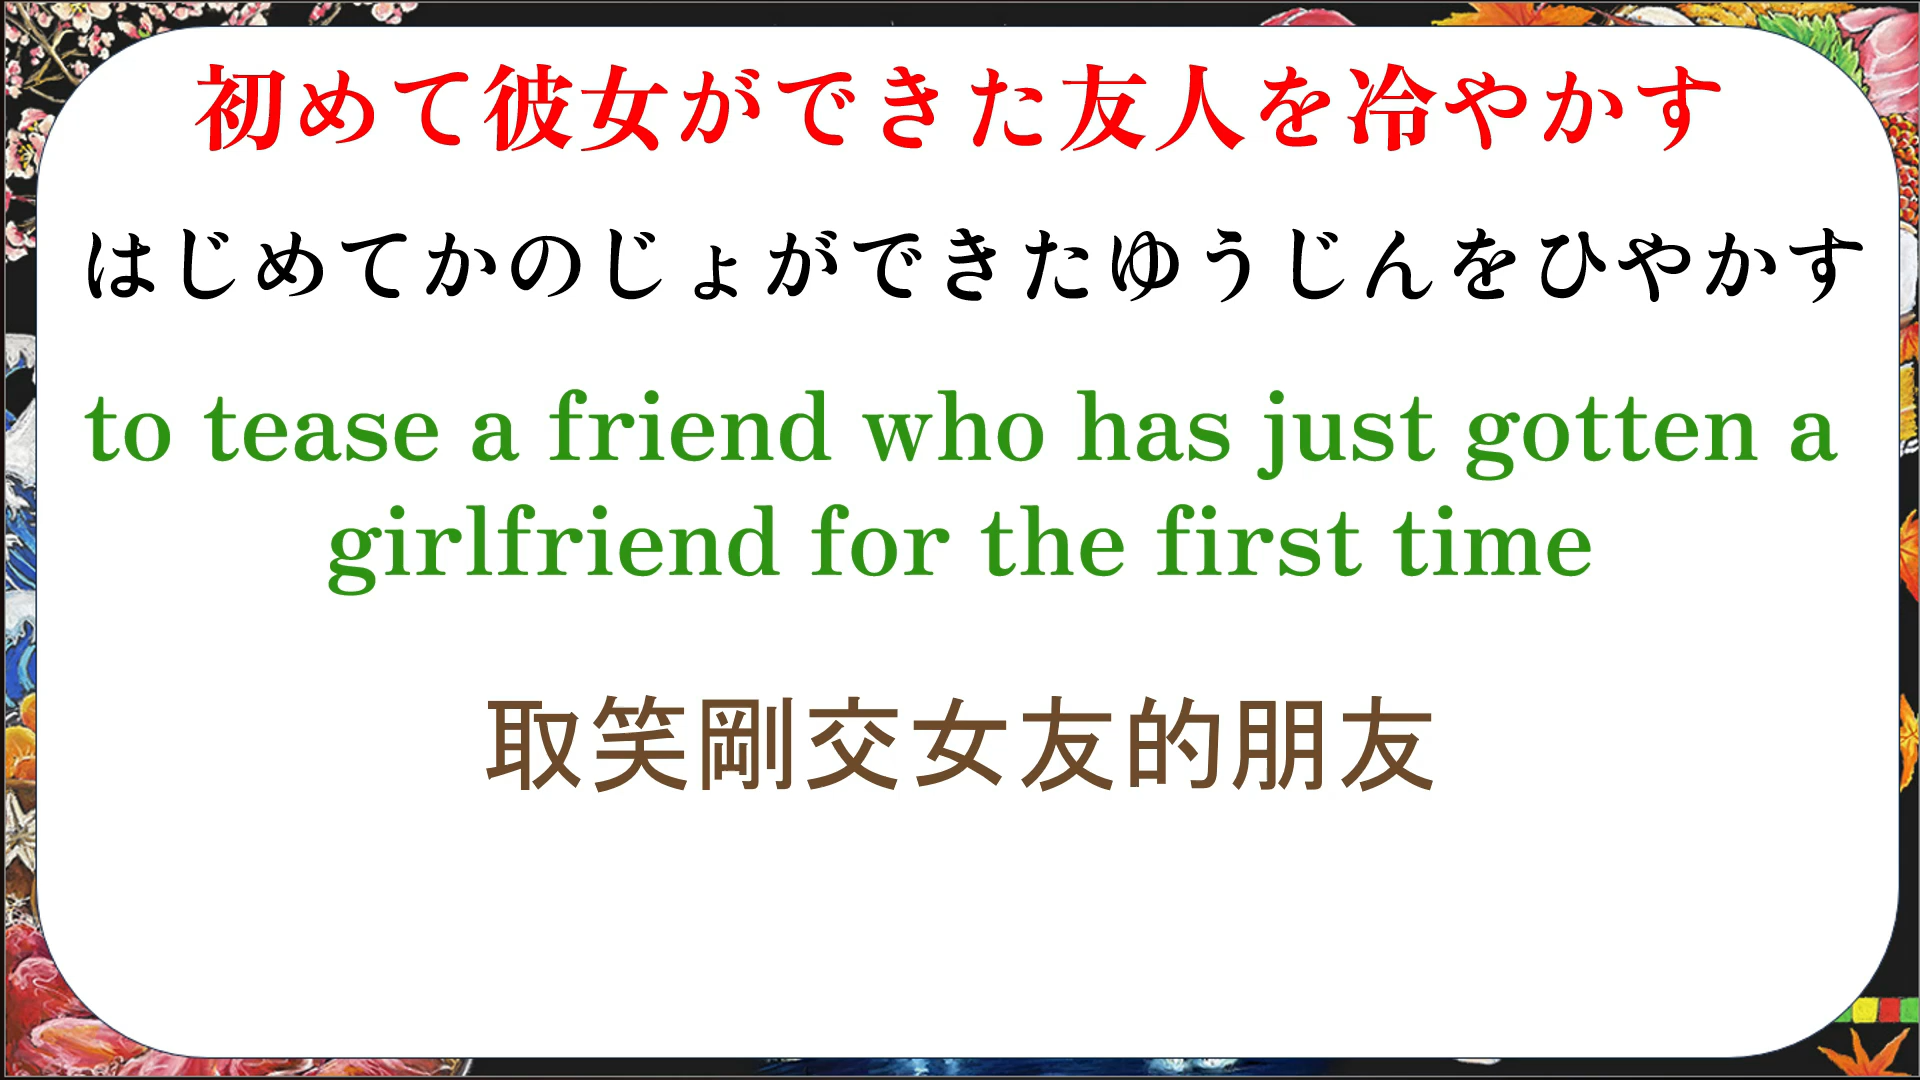 初めて彼女ができた友人を冷やかす
はじめてかのじょができたゆうじんをひやかす
to tease a friend who has just gotten a
girlfriend for the first time
取笑剛交女友的朋友